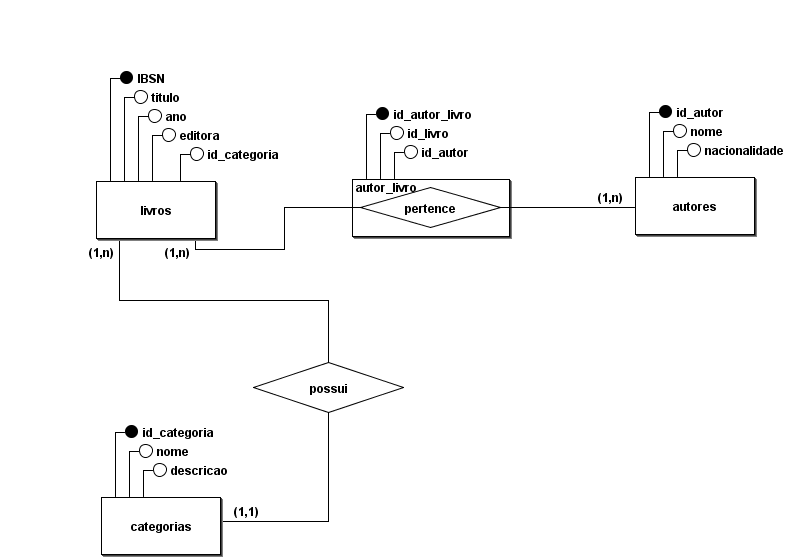 IBSN
titulo
ano
editora
id_categoria
livros
(1,n)
(1,n)
id_autor_livro
id_livro
id_autor
autor_livro
pertence
(1,n)
id_autor
nome
nacionalidade
autores
possui
id_categoria
nome
descricao
categorias
(1,1)